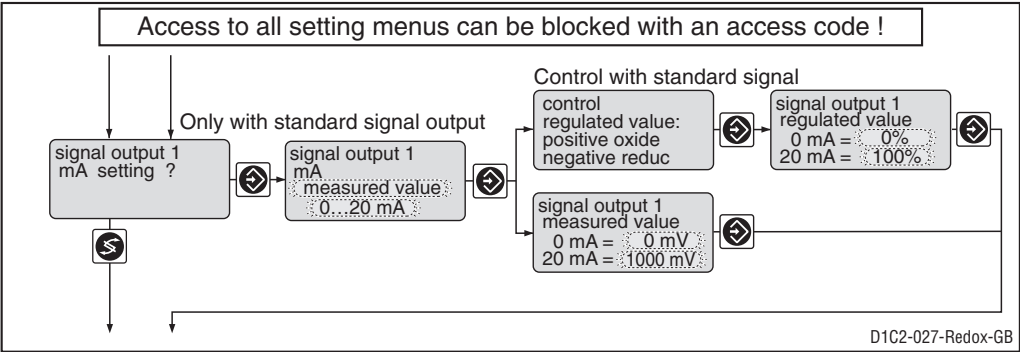 Access to all setting menus can be blocked with an access code !
Only with standard signal output
signal output 1
mA setting ?
signal output 1
mA
measured value
0...20 mA
Control with standard signal
control
regulated value:
positive oxide
negative reduc
signal output 1
regulated value
0 mA = 0%
20 mA = 100%
signal output 1
measured value
0 mA = 0 mV
20 mA = 1000 mV
D1C2-027-Redox-GB